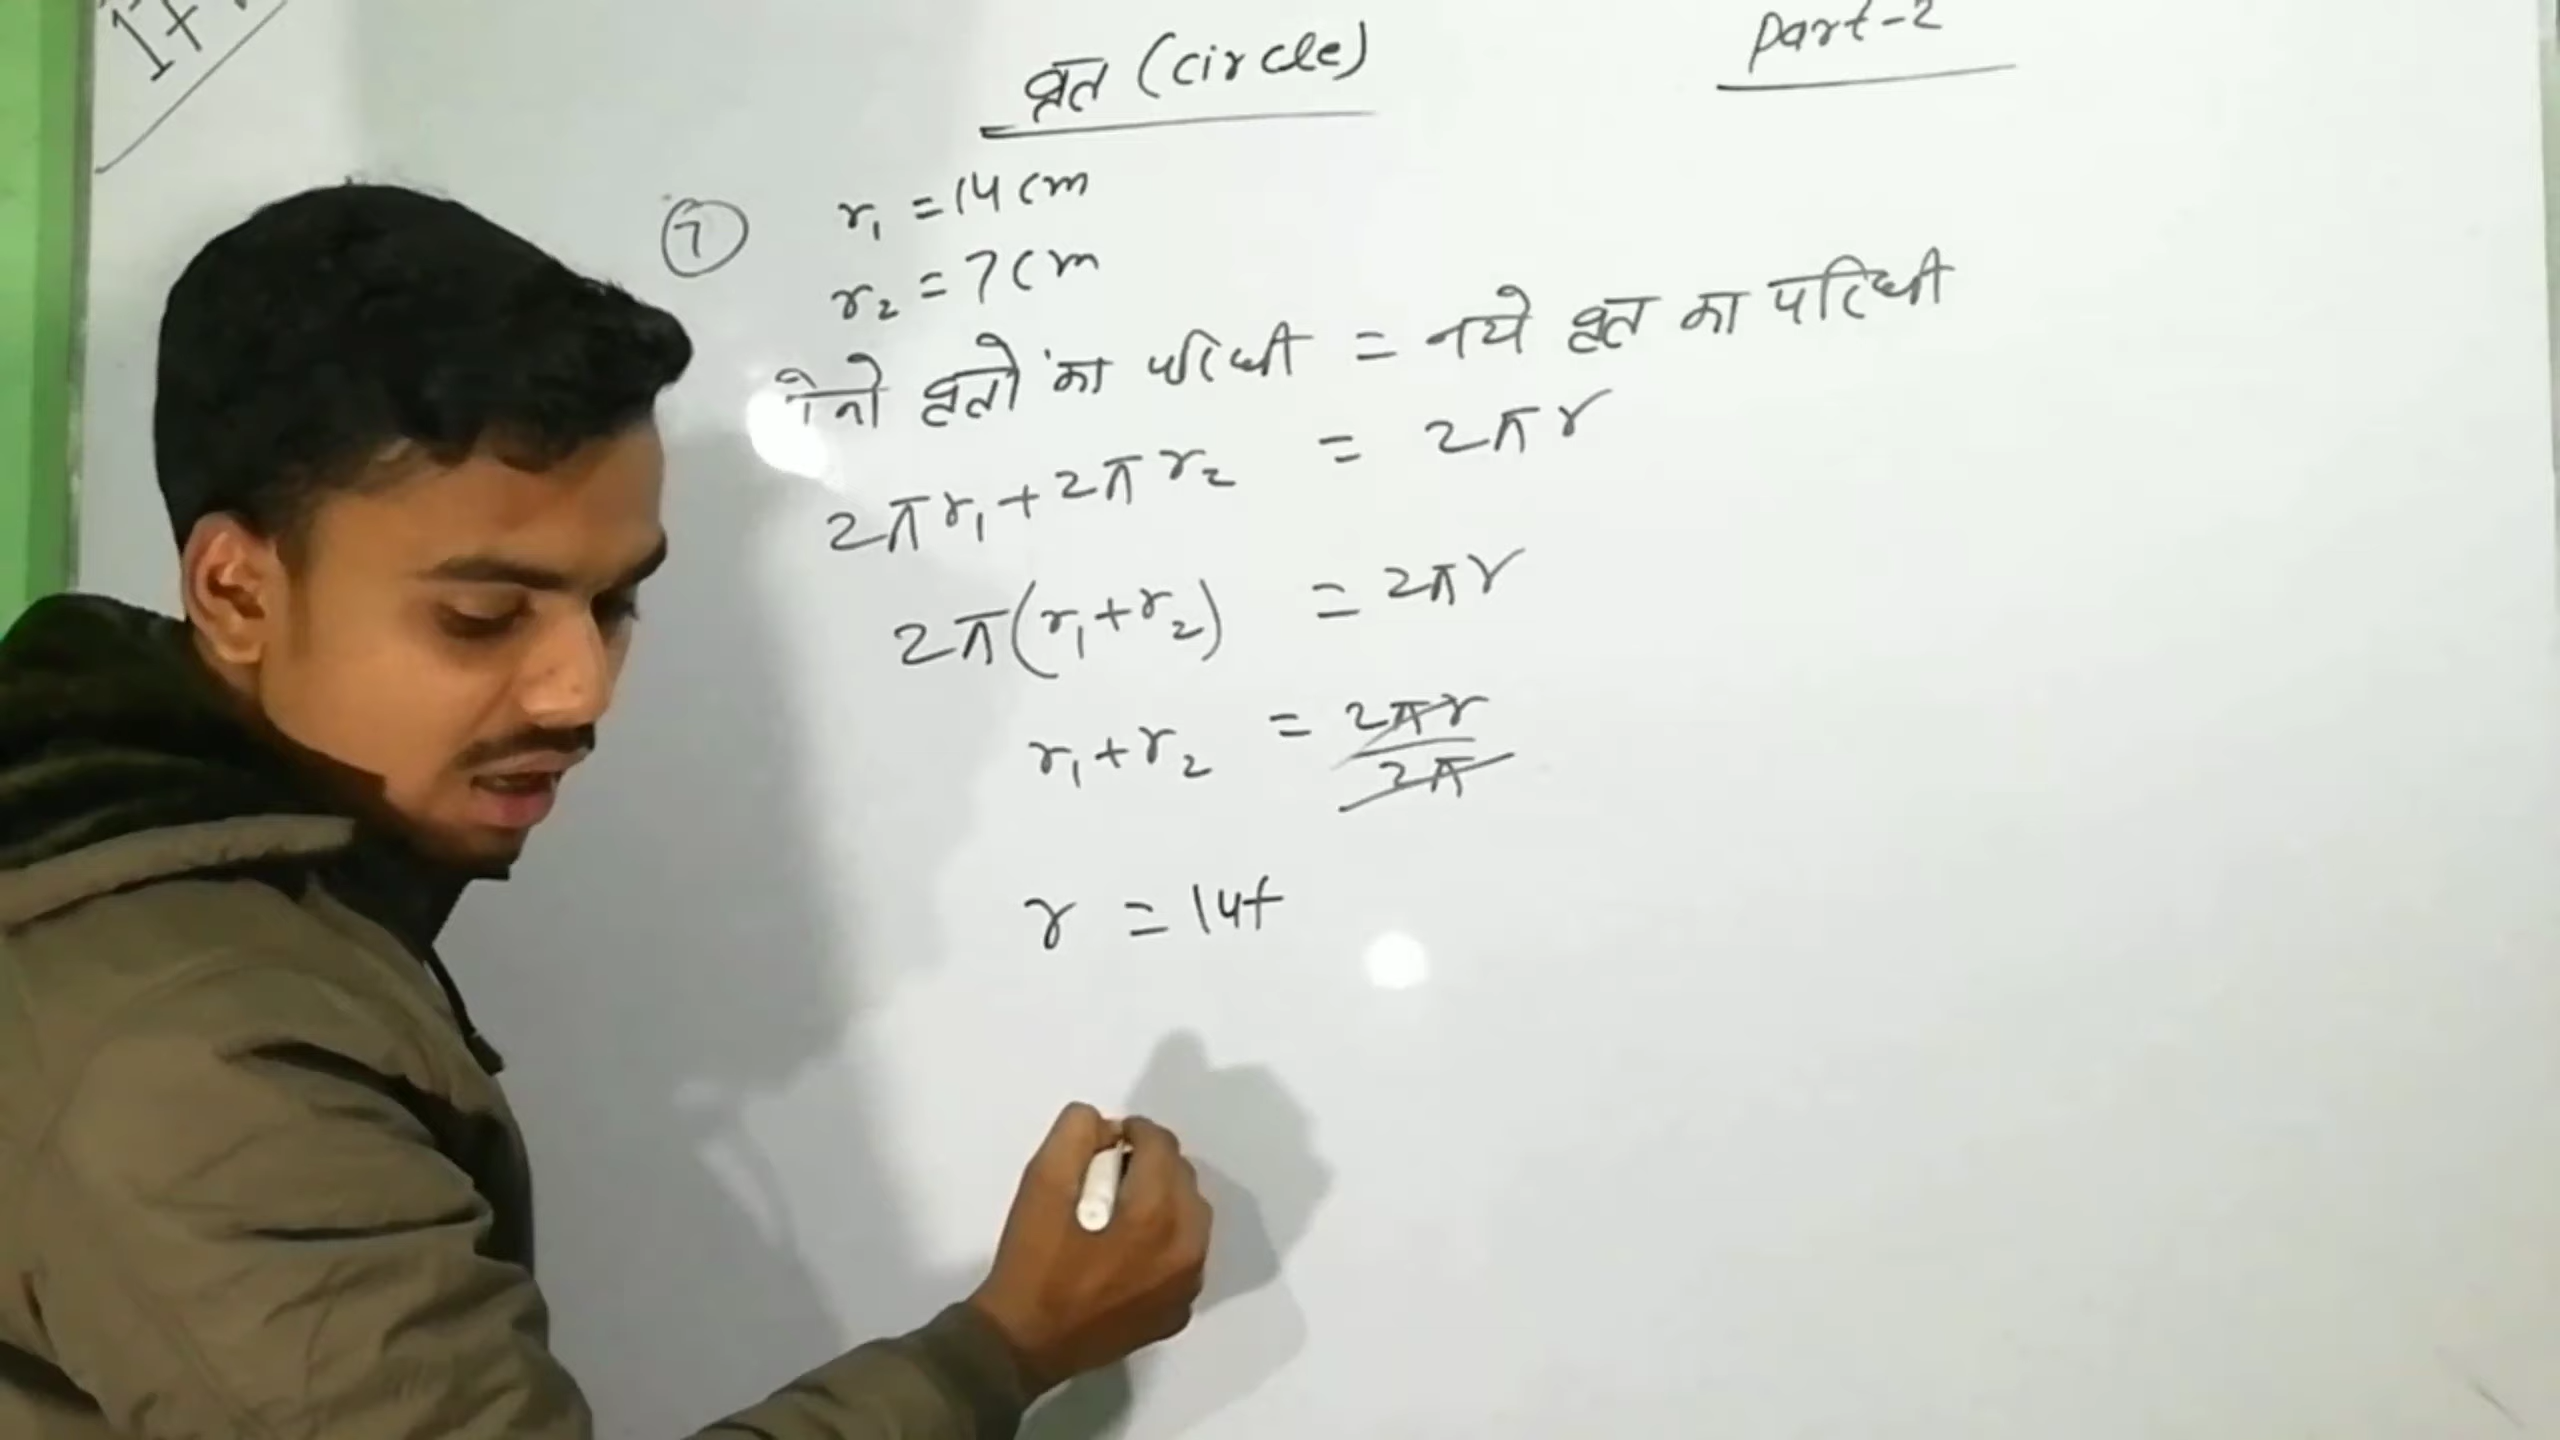 वृत (circle)
Part-2
7
r₁ = 14 cm
r₂ = 7 cm
दोनो वृतो का परिधी = नये वृत का परिधी
2πr₁ + 2πr₂ = 2πr
2π(r₁+r₂) = 2πr
r₁+r₂ = 2πr/2π
r = 14+